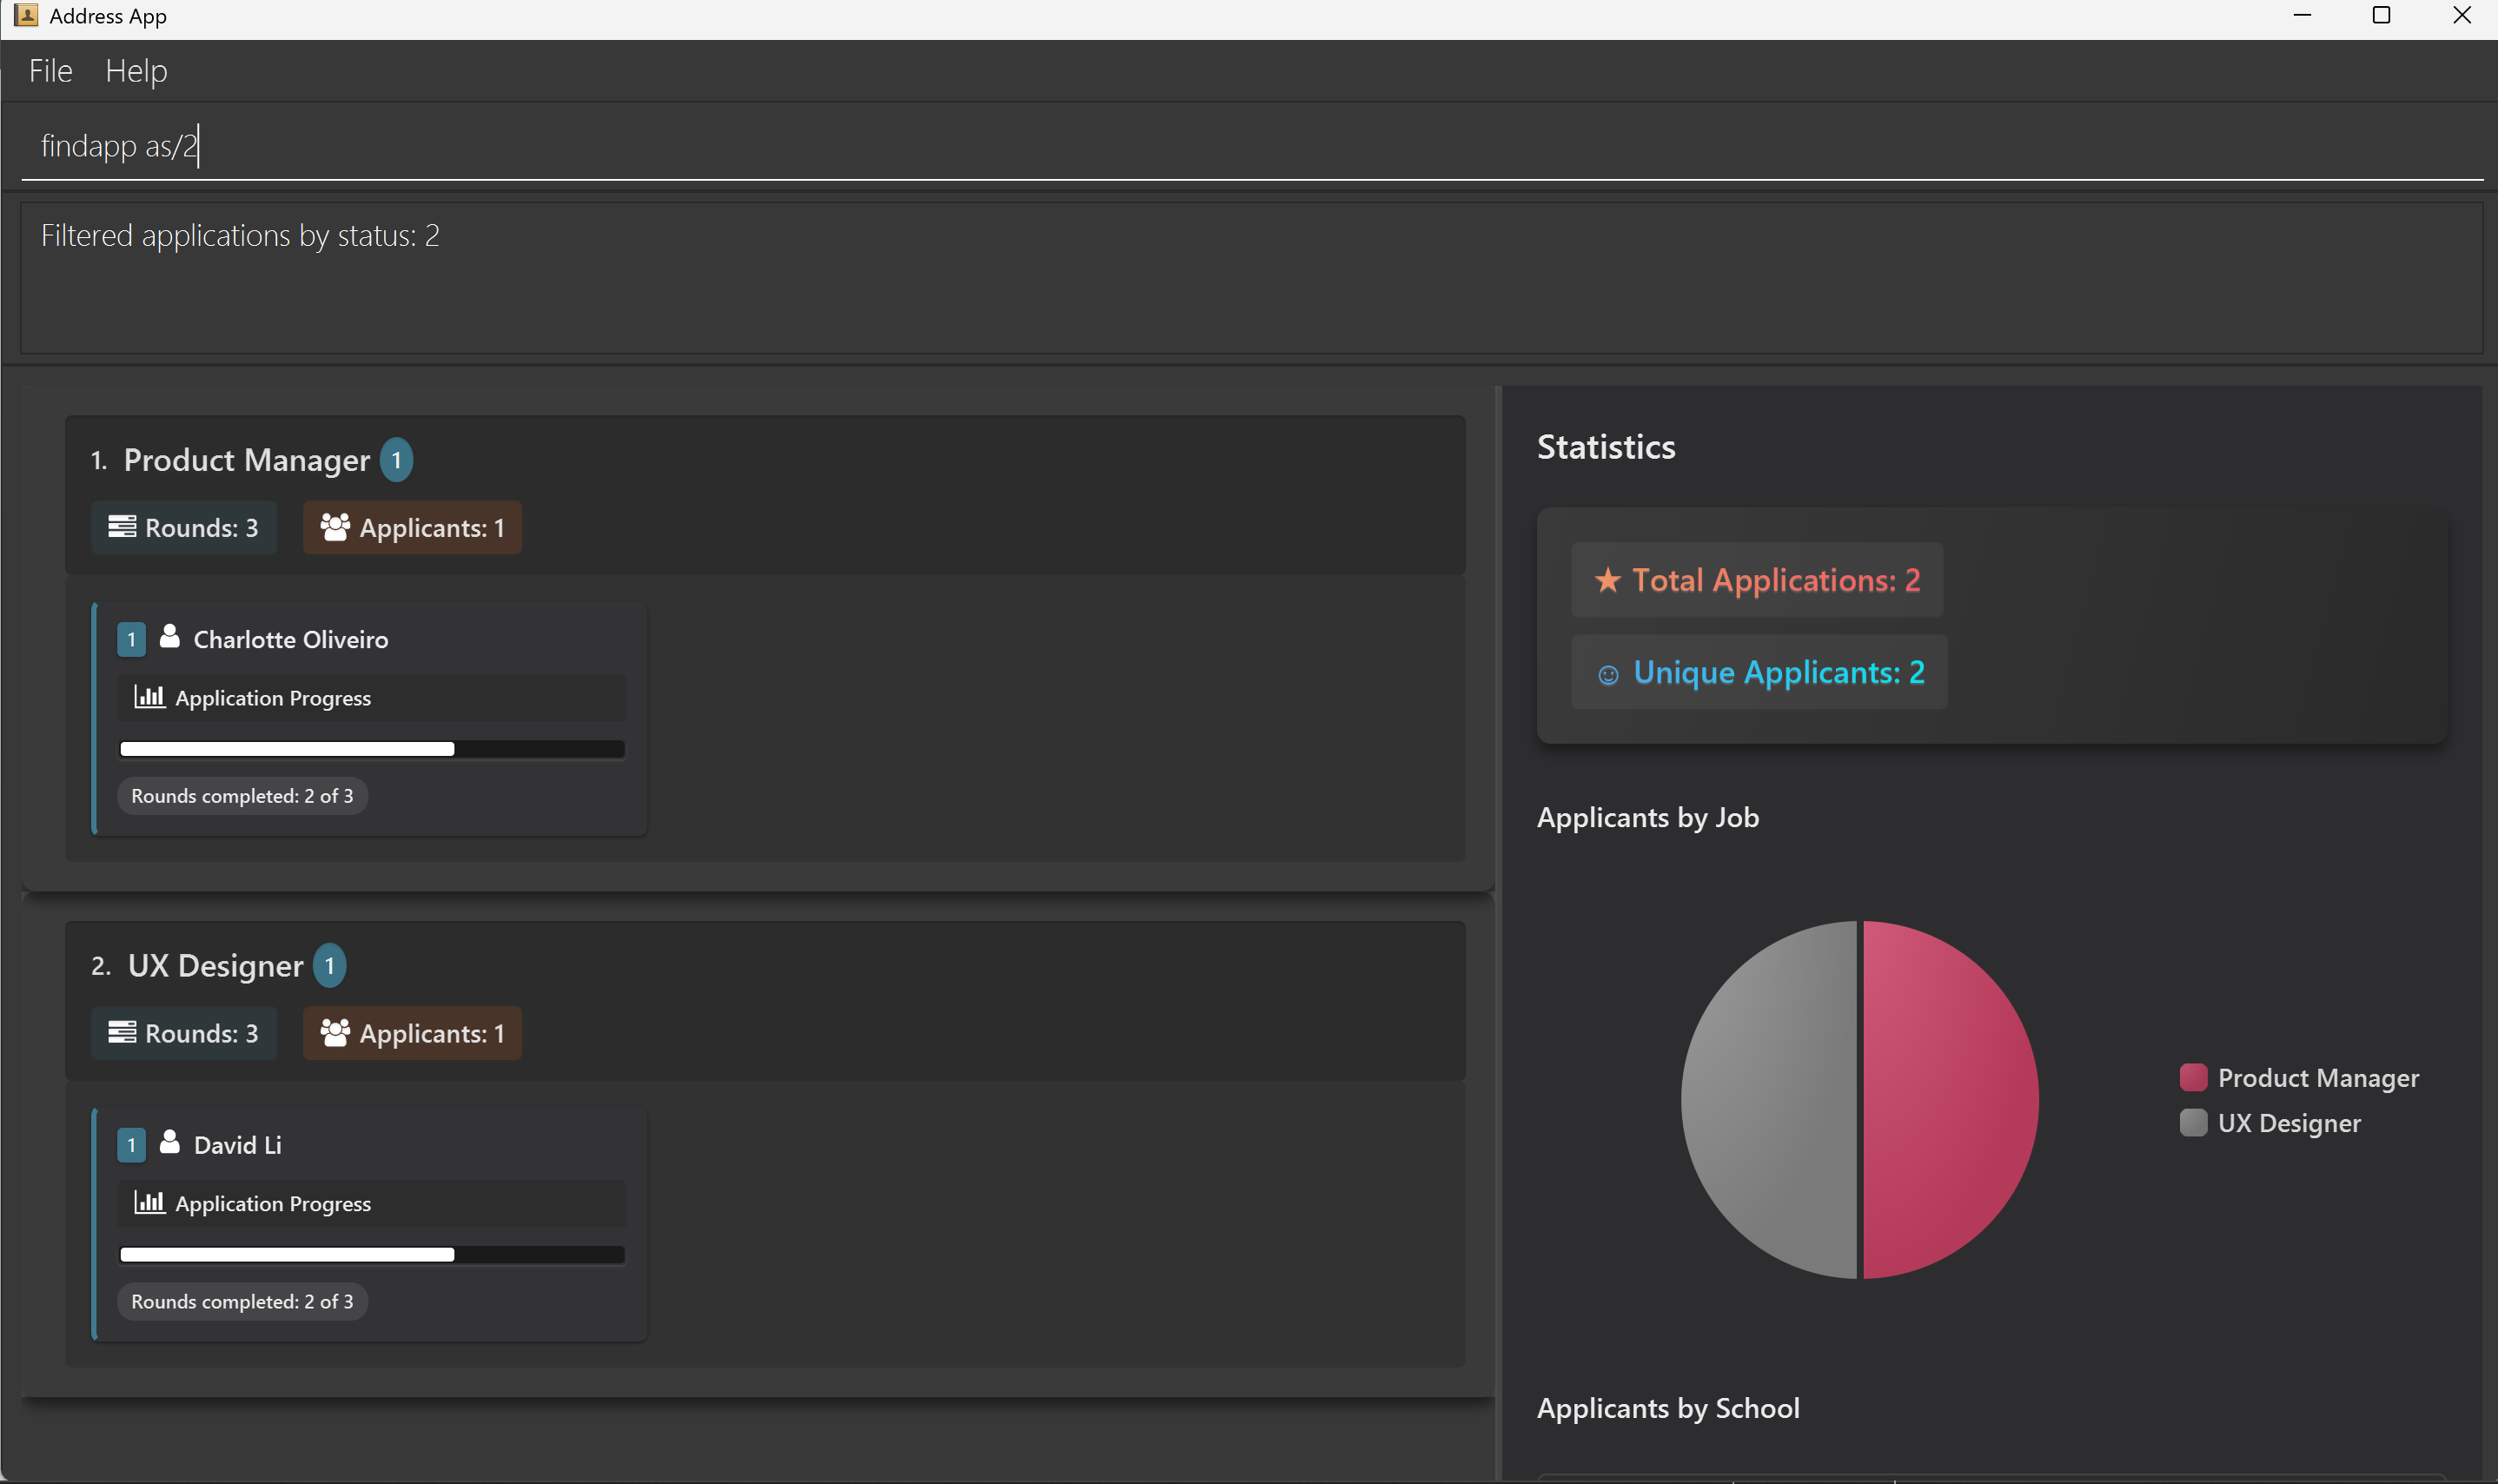 Address App
File Help
findapp as/2
Filtered applications by status: 2
1. Product Manager 1
Rounds: 3 Applicants: 1
1 Charlotte Oliveiro
Application Progress
Rounds completed: 2 of 3
2. UX Designer 1
Rounds: 3 Applicants: 1
1 David Li
Application Progress
Rounds completed: 2 of 3
Statistics
★ Total Applications: 2
☺ Unique Applicants: 2
Applicants by Job
Product Manager
UX Designer
Applicants by School